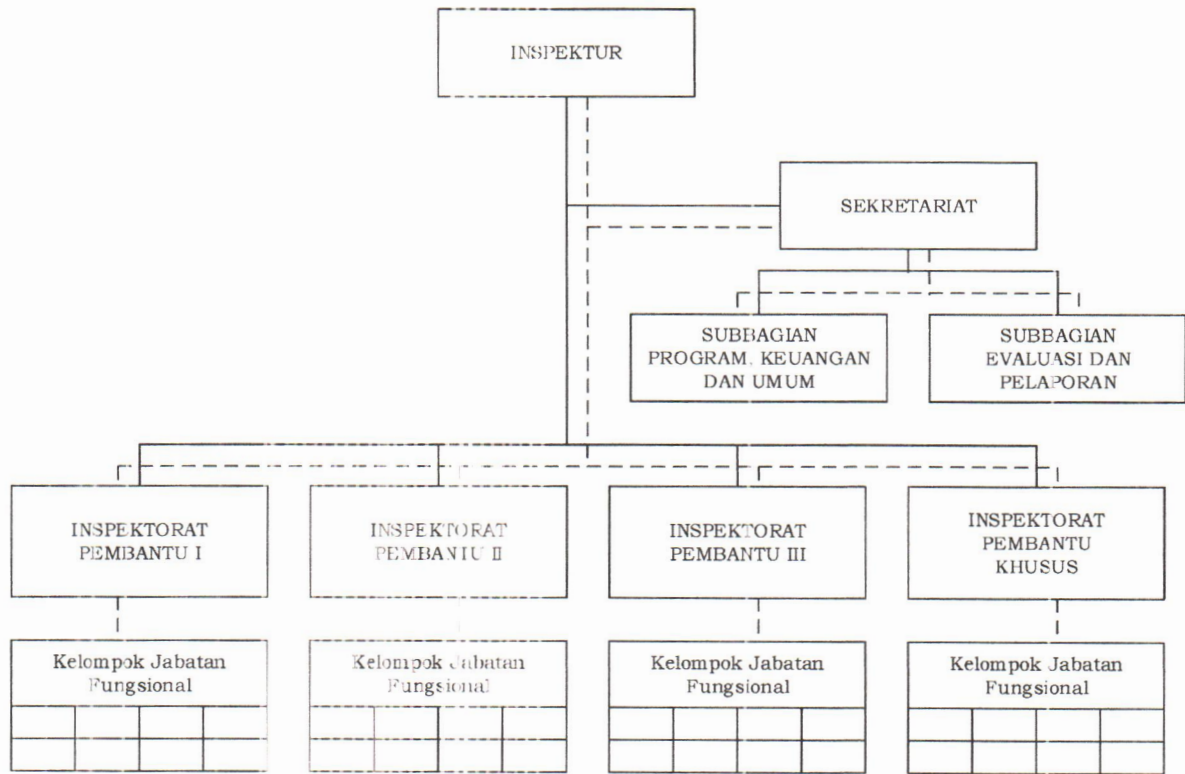 INSPEKTUR
SEKRETARIAT
SUBBAGIAN
PROGRAM, KEUANGAN
DAN UMUM
SUBBAGIAN
EVALUASI DAN
PELAPORAN
INSPEKTORAT
PEMBANTU I
INSPEKTORAT
PEMBANTU II
INSPEKTORAT
PEMBANTU III
INSPEKTORAT
PEMBANTU
KHUSUS
Kelompok Jabatan
Fungsional
Kelompok Jabatan
Fungsional
Kelompok Jabatan
Fungsional
Kelompok Jabatan
Fungsional